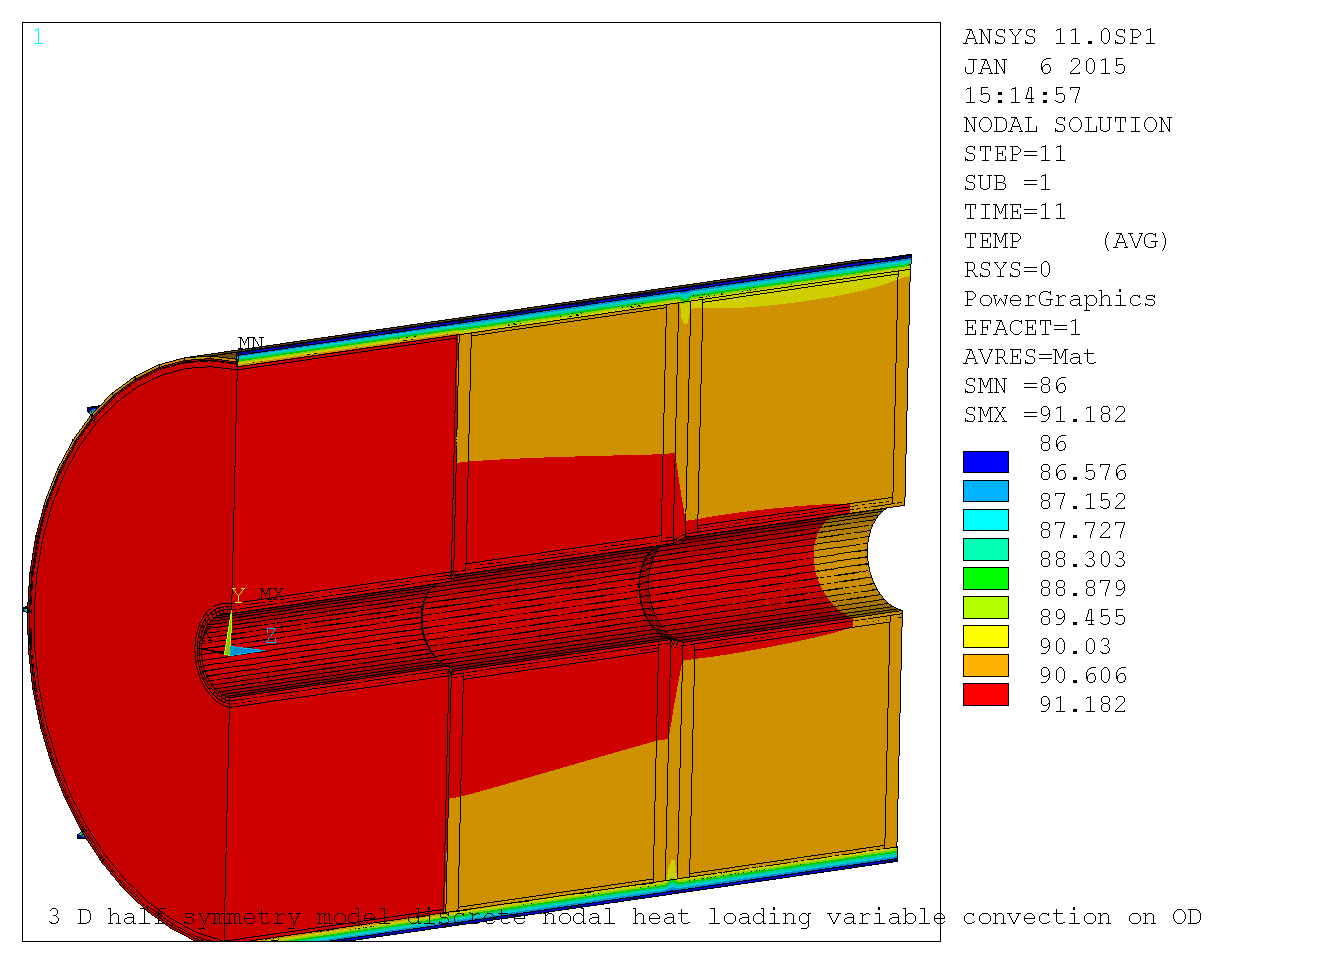 1
ANSYS 11.0SP1
JAN  6 2015
15:14:57
NODAL SOLUTION
STEP=11
SUB =1
TIME=11
TEMP     (AVG)
RSYS=0
PowerGraphics
EFACET=1
AVRES=Mat
SMN =86
SMX =91.182
86
86.576
87.152
87.727
88.303
88.879
89.455
90.03
90.606
91.182
MN
MX
Y
Z
3 D half symmetry model-discrete nodal heat loading variable convection on OD